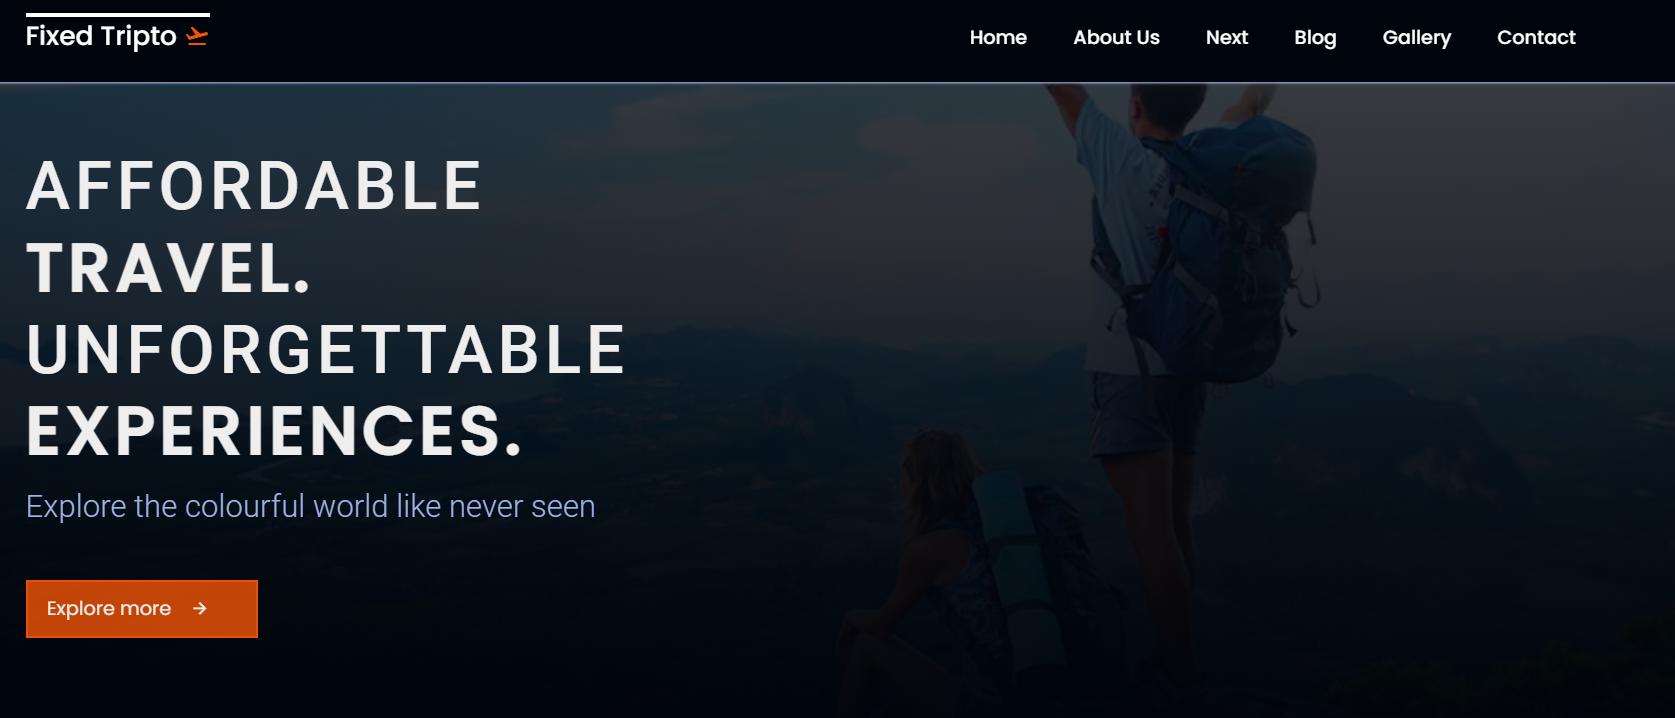 Fixed Tripto
Home About Us Next Blog Gallery Contact
AFFORDABLE
TRAVEL.
UNFORGETTABLE
EXPERIENCES.
Explore the colourful world like never seen
Explore more →